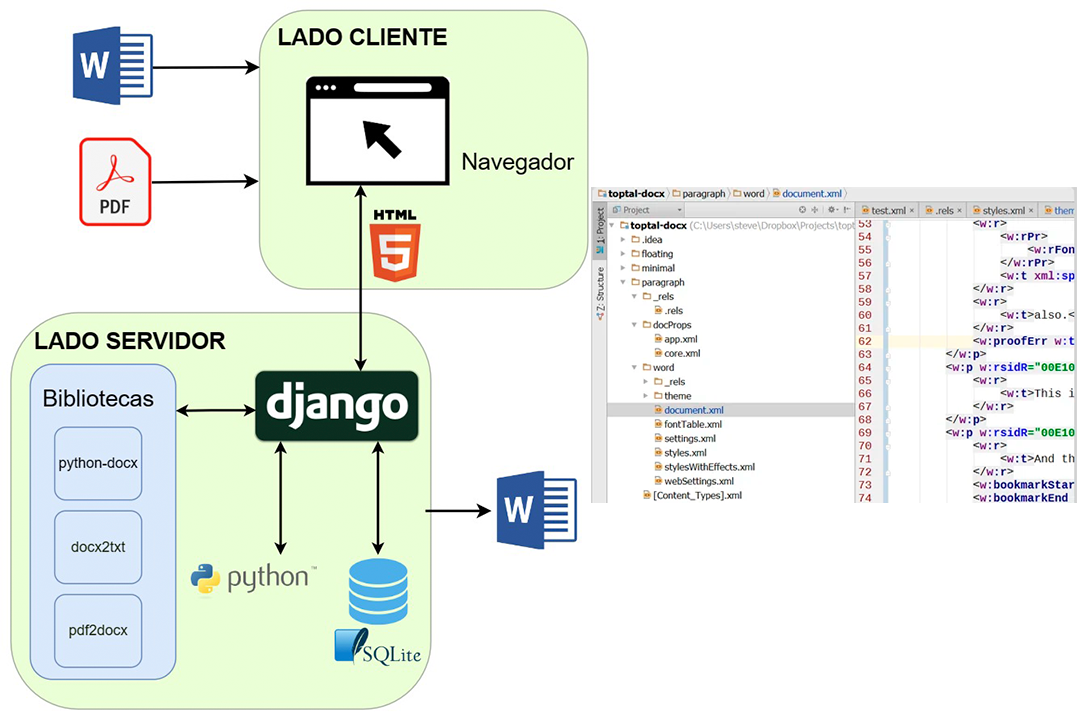 LADO CLIENTE
W
PDF
Navegador
HTML
5
LADO SERVIDOR
Bibliotecas
python-docx
docx2txt
pdf2docx
django
python™
SQLite
W
toptal-docx
paragraph
word
document.xml
Project
test.xml
.rels
styles.xml
them
1: Project
Z: Structure
toptal-docx (C:\Users\steve\Dropbox\Projects\topt
.idea
floating
minimal
paragraph
_rels
.rels
docProps
app.xml
core.xml
word
_rels
theme
document.xml
fontTable.xml
settings.xml
styles.xml
stylesWithEffects.xml
webSettings.xml
[Content_Types].xml
53 <w:r>
54 <w:rPr>
55 <w:rFon
56 </w:rPr>
57 <w:t xml:sp
58 </w:r>
59 <w:r>
60 <w:t>also.<
61 </w:r>
62 <w:proofErr w:t
63 </w:p>
64 <w:p w:rsidR="00E10
65 <w:r>
66 <w:t>This i
67 </w:r>
68 </w:p>
69 <w:p w:rsidR="00E10
70 <w:r>
71 <w:t>And th
72 </w:r>
73 <w:bookmarkStar
74 <w:bookmarkEnd